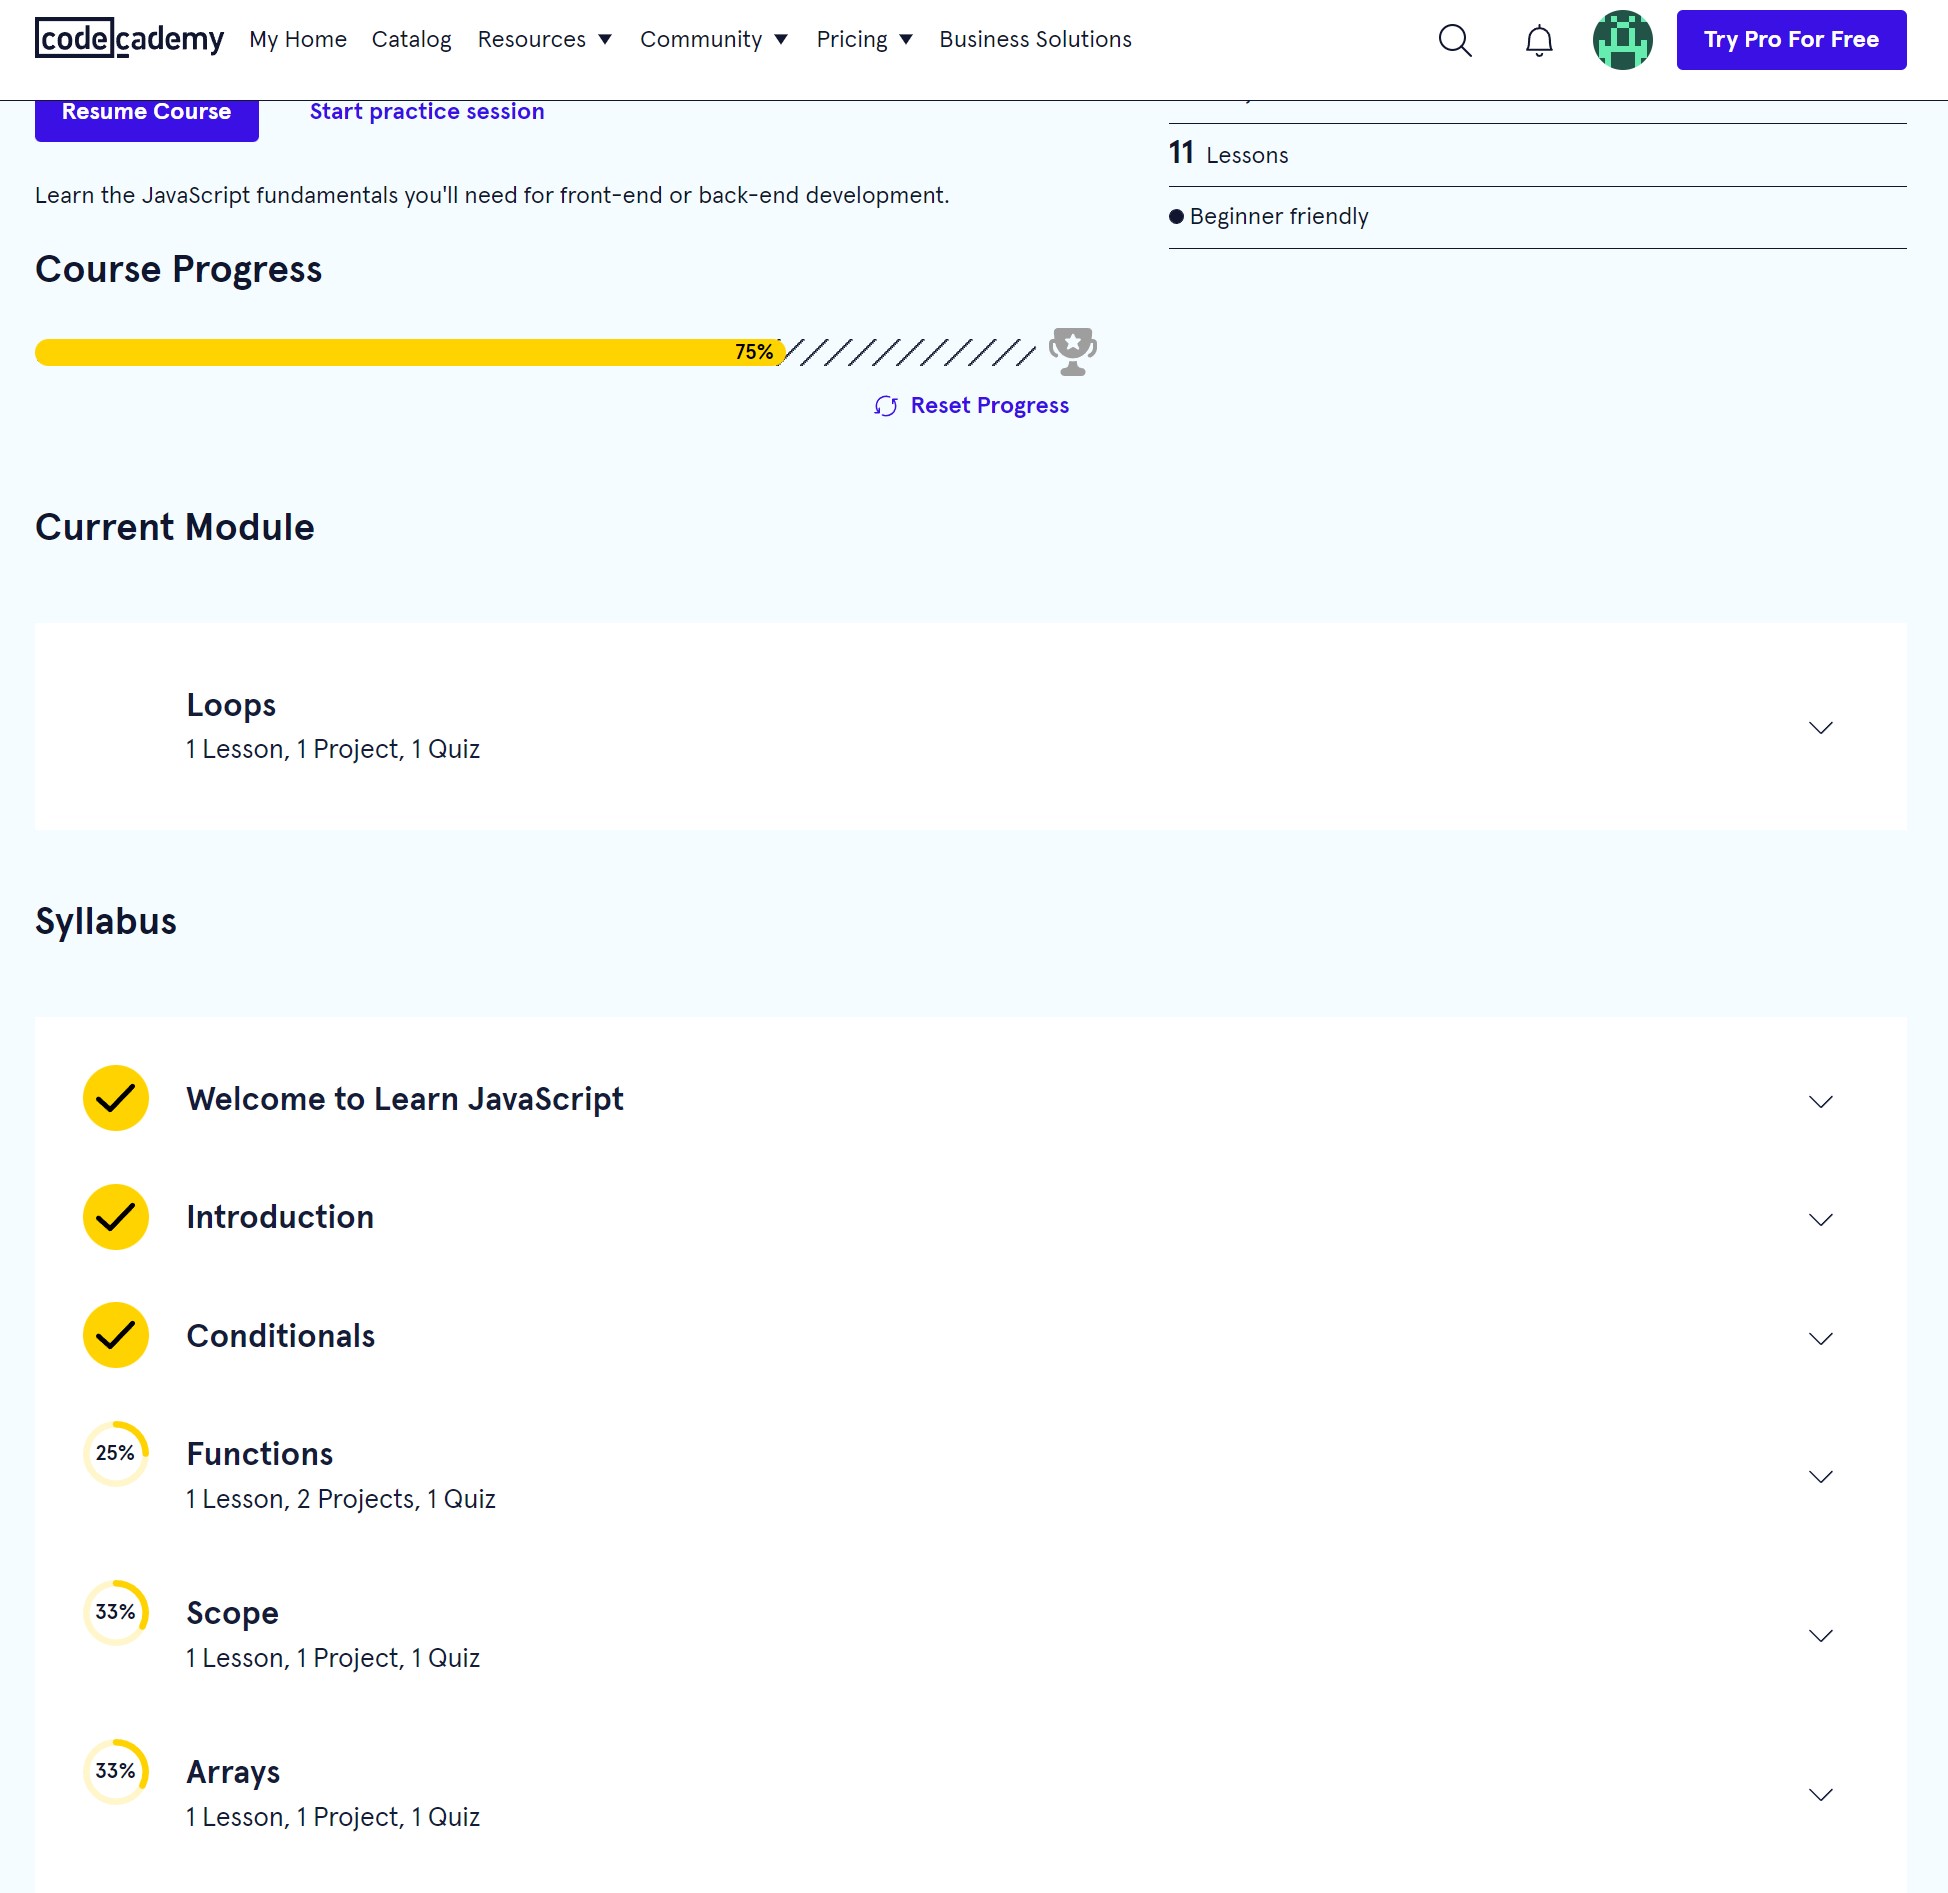 codecademy My Home Catalog Resources Community Pricing Business Solutions Try Pro For Free
Resume Course Start practice session
11 Lessons
Learn the JavaScript fundamentals you'll need for front-end or back-end development.
Beginner friendly
Course Progress
75%
Reset Progress
Current Module
Loops
1 Lesson, 1 Project, 1 Quiz
Syllabus
Welcome to Learn JavaScript
Introduction
Conditionals
25% Functions
1 Lesson, 2 Projects, 1 Quiz
33% Scope
1 Lesson, 1 Project, 1 Quiz
33% Arrays
1 Lesson, 1 Project, 1 Quiz